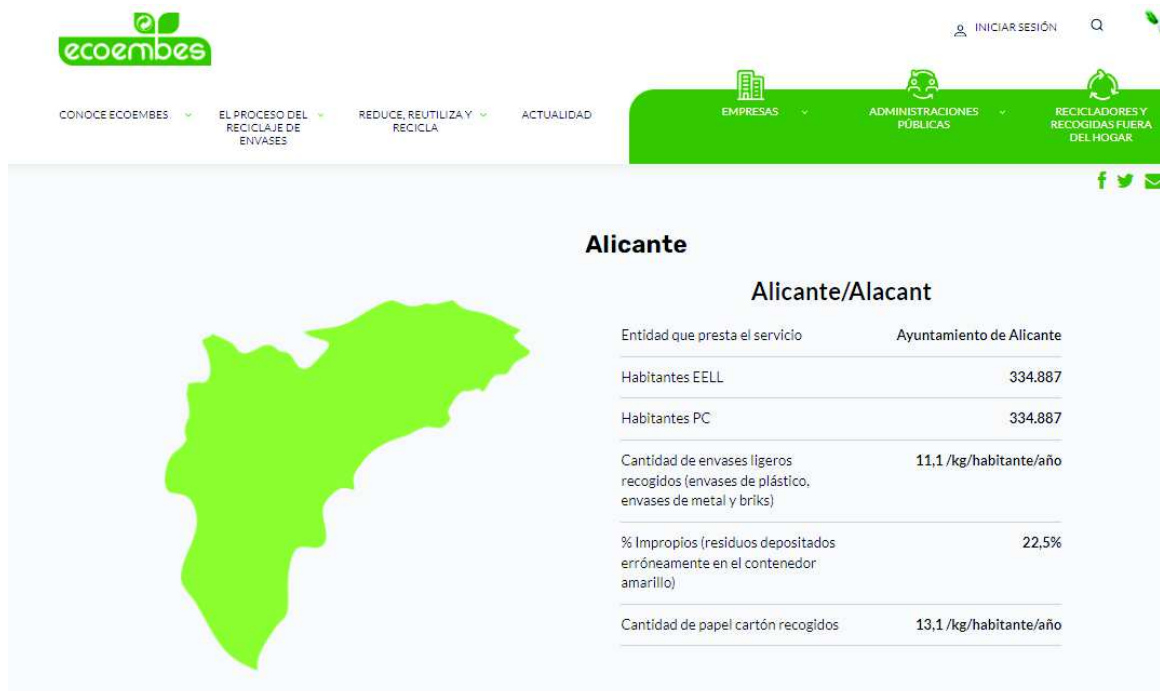 ecoembes
INICIAR SESIÓN
CONOCE ECOEMBES
EL PROCESO DEL
RECICLAJE DE
ENVASES
REDUCE, REUTILIZA Y
RECICLA
ACTUALIDAD
EMPRESAS
ADMINISTRACIONES
PÚBLICAS
RECICLADORES Y
RECOGIDAS FUERA
DEL HOGAR
Alicante
Alicante/Alacant
Entidad que presta el servicio Ayuntamiento de Alicante
Habitantes EELL 334.887
Habitantes PC 334.887
Cantidad de envases ligeros 11,1 /kg/habitante/año
recogidos (envases de plástico,
envases de metal y briks)
% Impropios (residuos depositados 22,5%
erróneamente en el contenedor
amarillo)
Cantidad de papel cartón recogidos 13,1 /kg/habitante/año